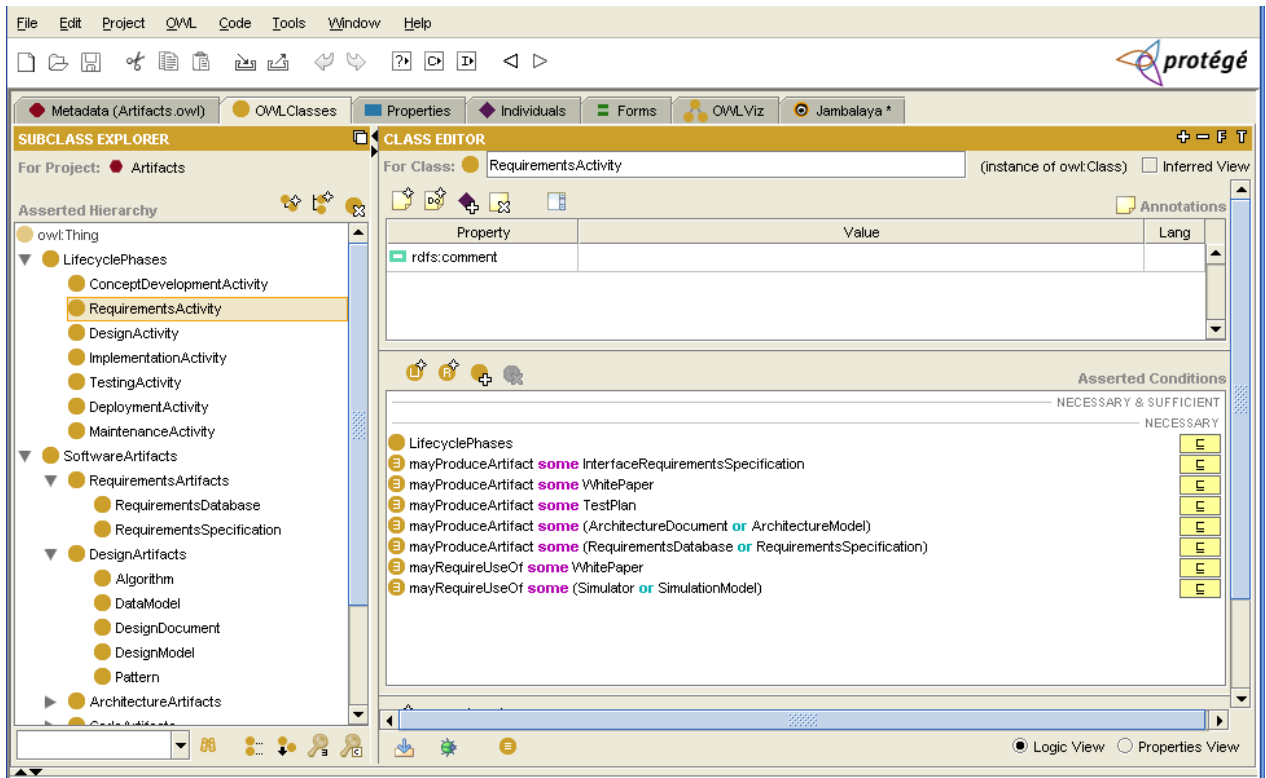 File Edit Project OWL Code Tools Window Help
protégé
Metadata (Artifacts.owl) OWLClasses Properties Individuals Forms OWLViz Jambalaya *
SUBCLASS EXPLORER
For Project: Artifacts
Asserted Hierarchy
owl:Thing
LifecyclePhases
ConceptDevelopmentActivity
RequirementsActivity
DesignActivity
ImplementationActivity
TestingActivity
DeploymentActivity
MaintenanceActivity
SoftwareArtifacts
RequirementsArtifacts
RequirementsDatabase
RequirementsSpecification
DesignArtifacts
Algorithm
DataModel
DesignDocument
DesignModel
Pattern
ArchitectureArtifacts
CLASS EDITOR
F T
For Class: RequirementsActivity (instance of owl:Class) Inferred View
Annotations
Property Value Lang
rdfs:comment
Asserted Conditions
NECESSARY & SUFFICIENT
NECESSARY
LifecyclePhases
mayProduceArtifact some InterfaceRequirementsSpecification
mayProduceArtifact some WhitePaper
mayProduceArtifact some TestPlan
mayProduceArtifact some (ArchitectureDocument or ArchitectureModel)
mayProduceArtifact some (RequirementsDatabase or RequirementsSpecification)
mayRequireUseOf some WhitePaper
mayRequireUseOf some (Simulator or SimulationModel)
Logic View Properties View